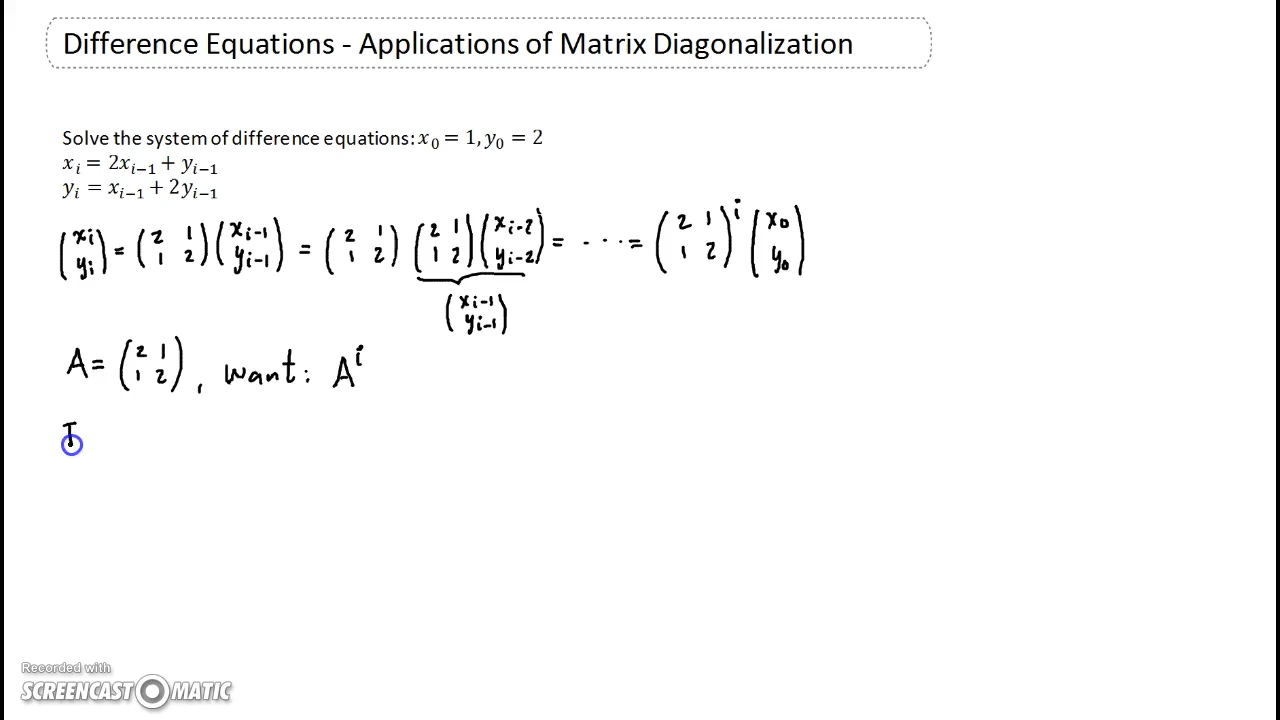 Difference Equations - Applications of Matrix Diagonalization
Solve the system of difference equations: x₀ = 1, y₀ = 2
xᵢ = 2xᵢ₋₁ + yᵢ₋₁
yᵢ = xᵢ₋₁ + 2yᵢ₋₁
(xi yi) = (2 1 1 2)(xi-1 yi-1) = (2 1 1 2)(2 1 1 2)(xi-2 yi-2) = - ··· = (2 1 1 2)^i (x0 y0)
(xi-1 yi-1)
A = (2 1 1 2), want: A^i
I
Recorded with
SCREENCAST O MATIC